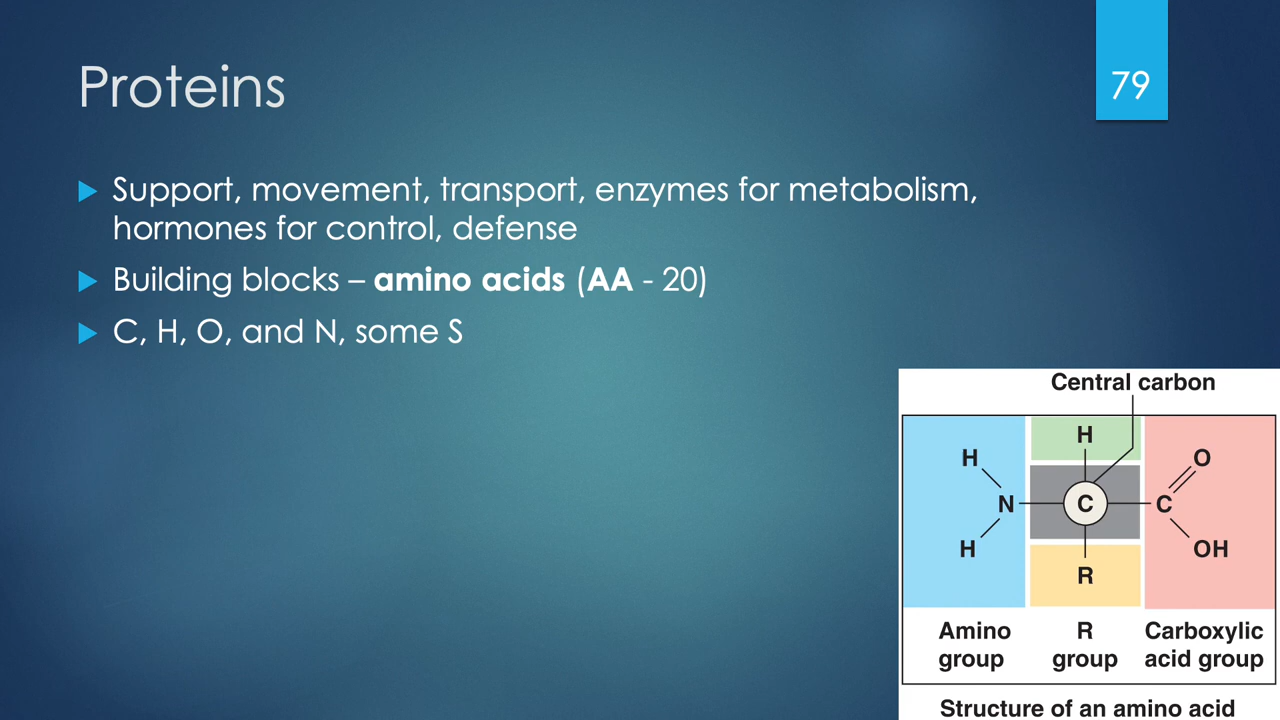 Proteins
79
Support, movement, transport, enzymes for metabolism,
hormones for control, defense
Building blocks – amino acids (AA - 20)
C, H, O, and N, some S
Central carbon
H
H
O
N
C
C
H
OH
R
Amino group
R group
Carboxylic acid group
Structure of an amino acid